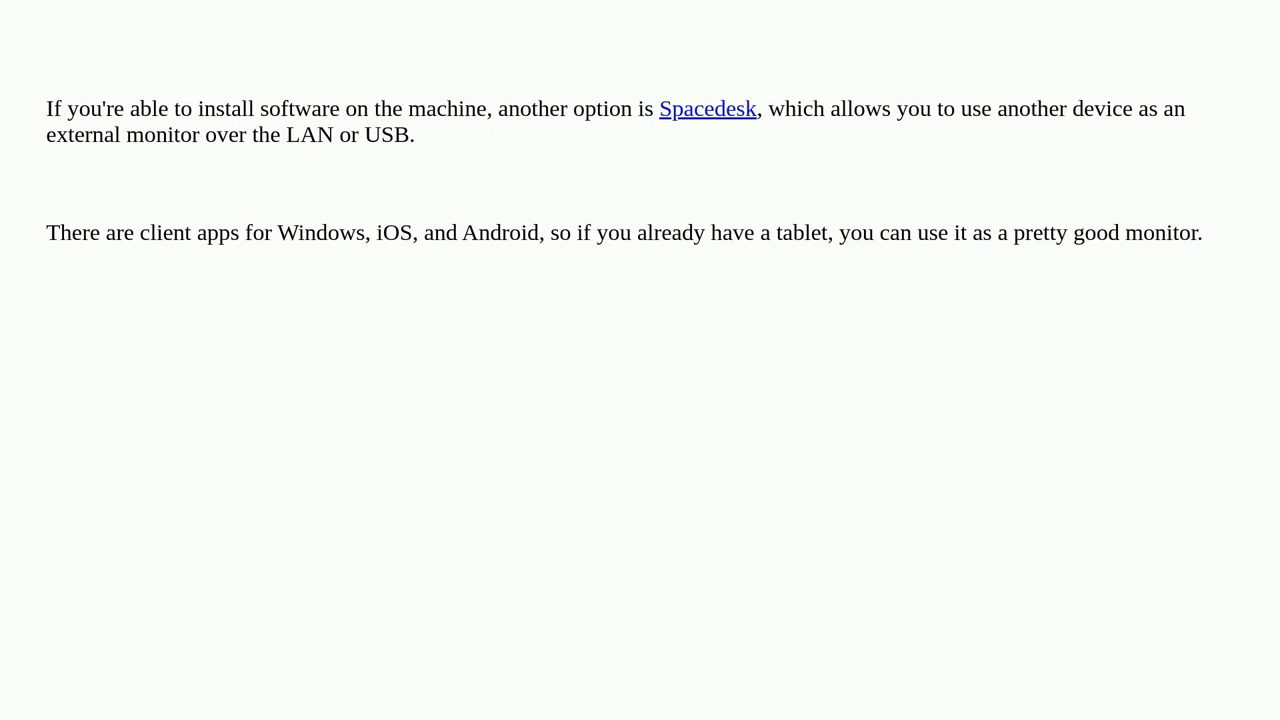 If you're able to install software on the machine, another option is Spacedesk, which allows you to use another device as an
external monitor over the LAN or USB.
There are client apps for Windows, iOS, and Android, so if you already have a tablet, you can use it as a pretty good monitor.